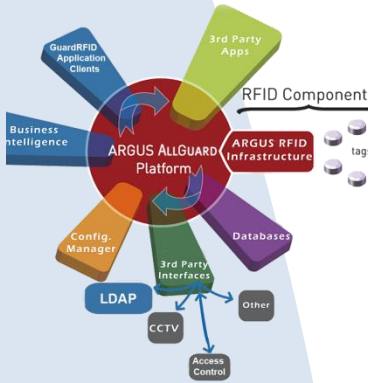 GuardRFID
Application
Clients
3rd Party
Apps
RFID Component
Business
ntelligence
ARGUS ALLGUARD
Platform
ARGUS RFID
Infrastructure
tags
Config.
Manager
3rd Party
Interfaces
Databases
LDAP
CCTV
Other
Access
Control